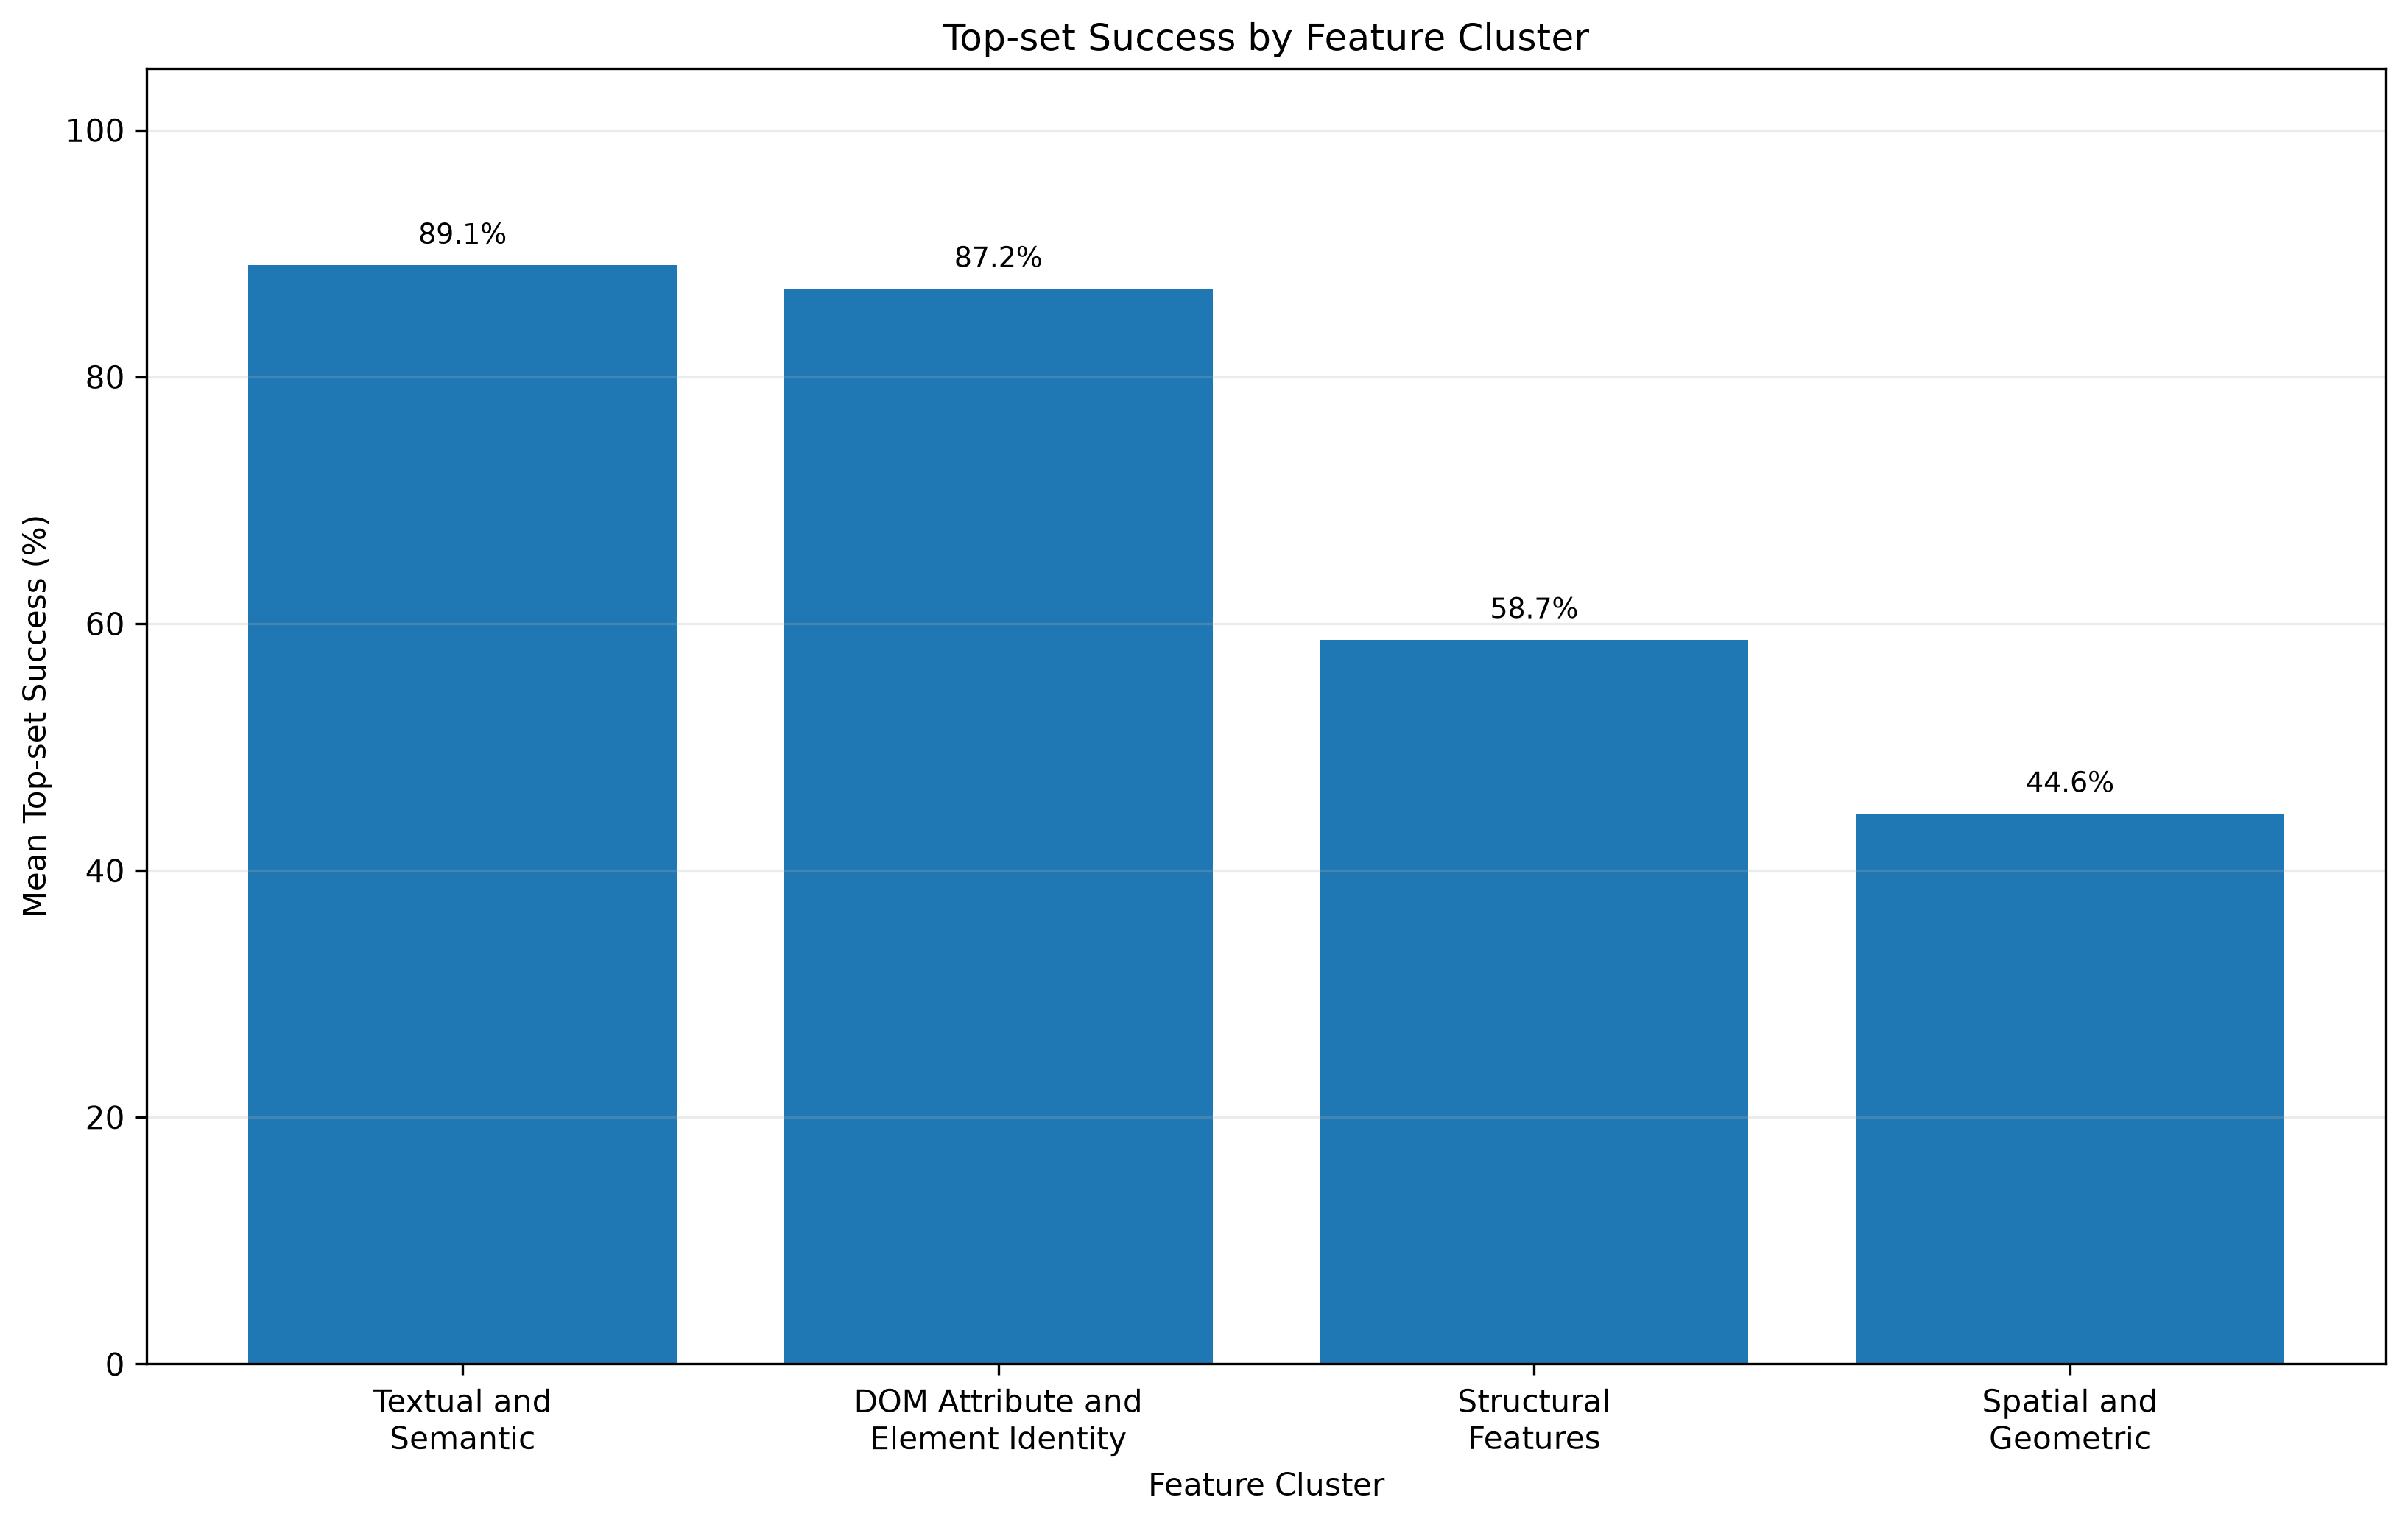 Top-set Success by Feature Cluster
Mean Top-set Success (%)
100
80
60
40
20
0
89.1%
87.2%
58.7%
44.6%
Textual and
Semantic
DOM Attribute and
Element Identity
Structural
Features
Spatial and
Geometric
Feature Cluster